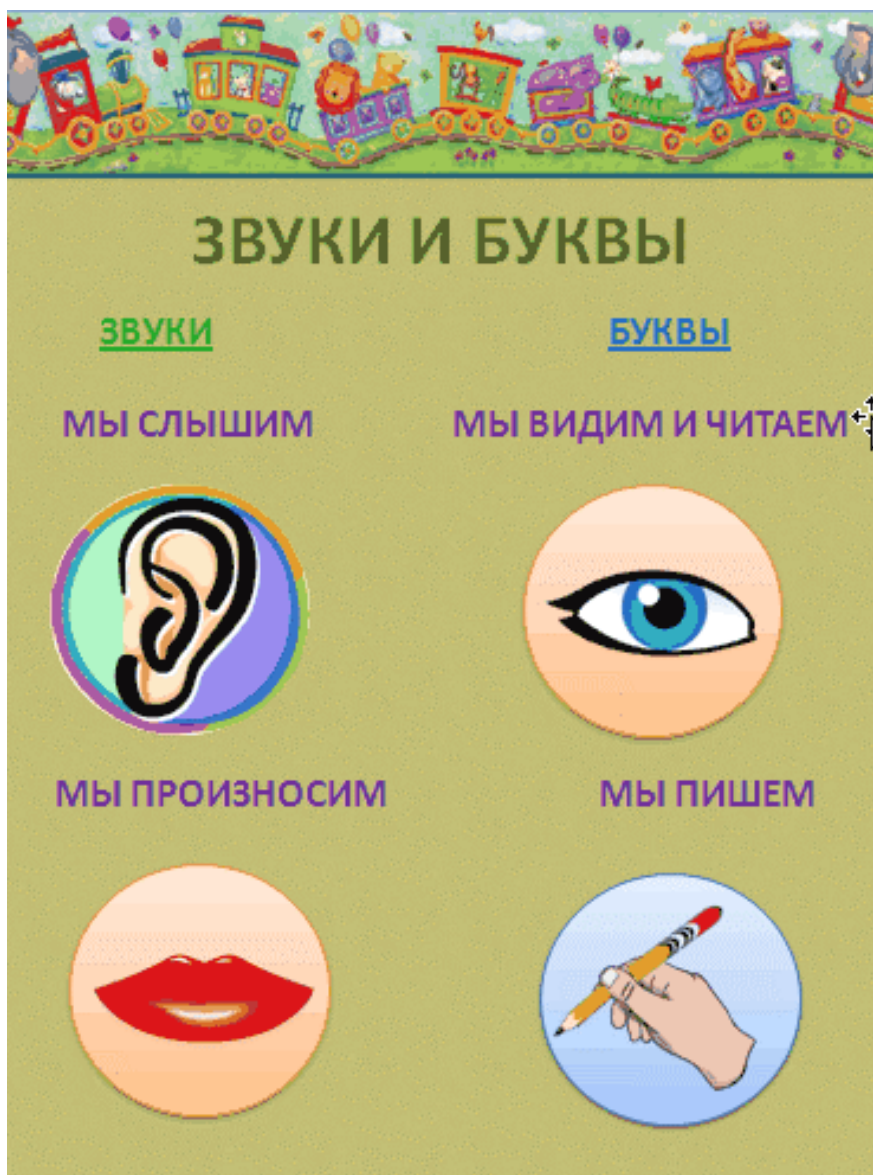 ЗВУКИ И БУКВЫ
ЗВУКИ
БУКВЫ
МЫ СЛЫШИМ
МЫ ВИДИМ И ЧИТАЕМ
МЫ ПРОИЗНОСИМ
МЫ ПИШЕМ